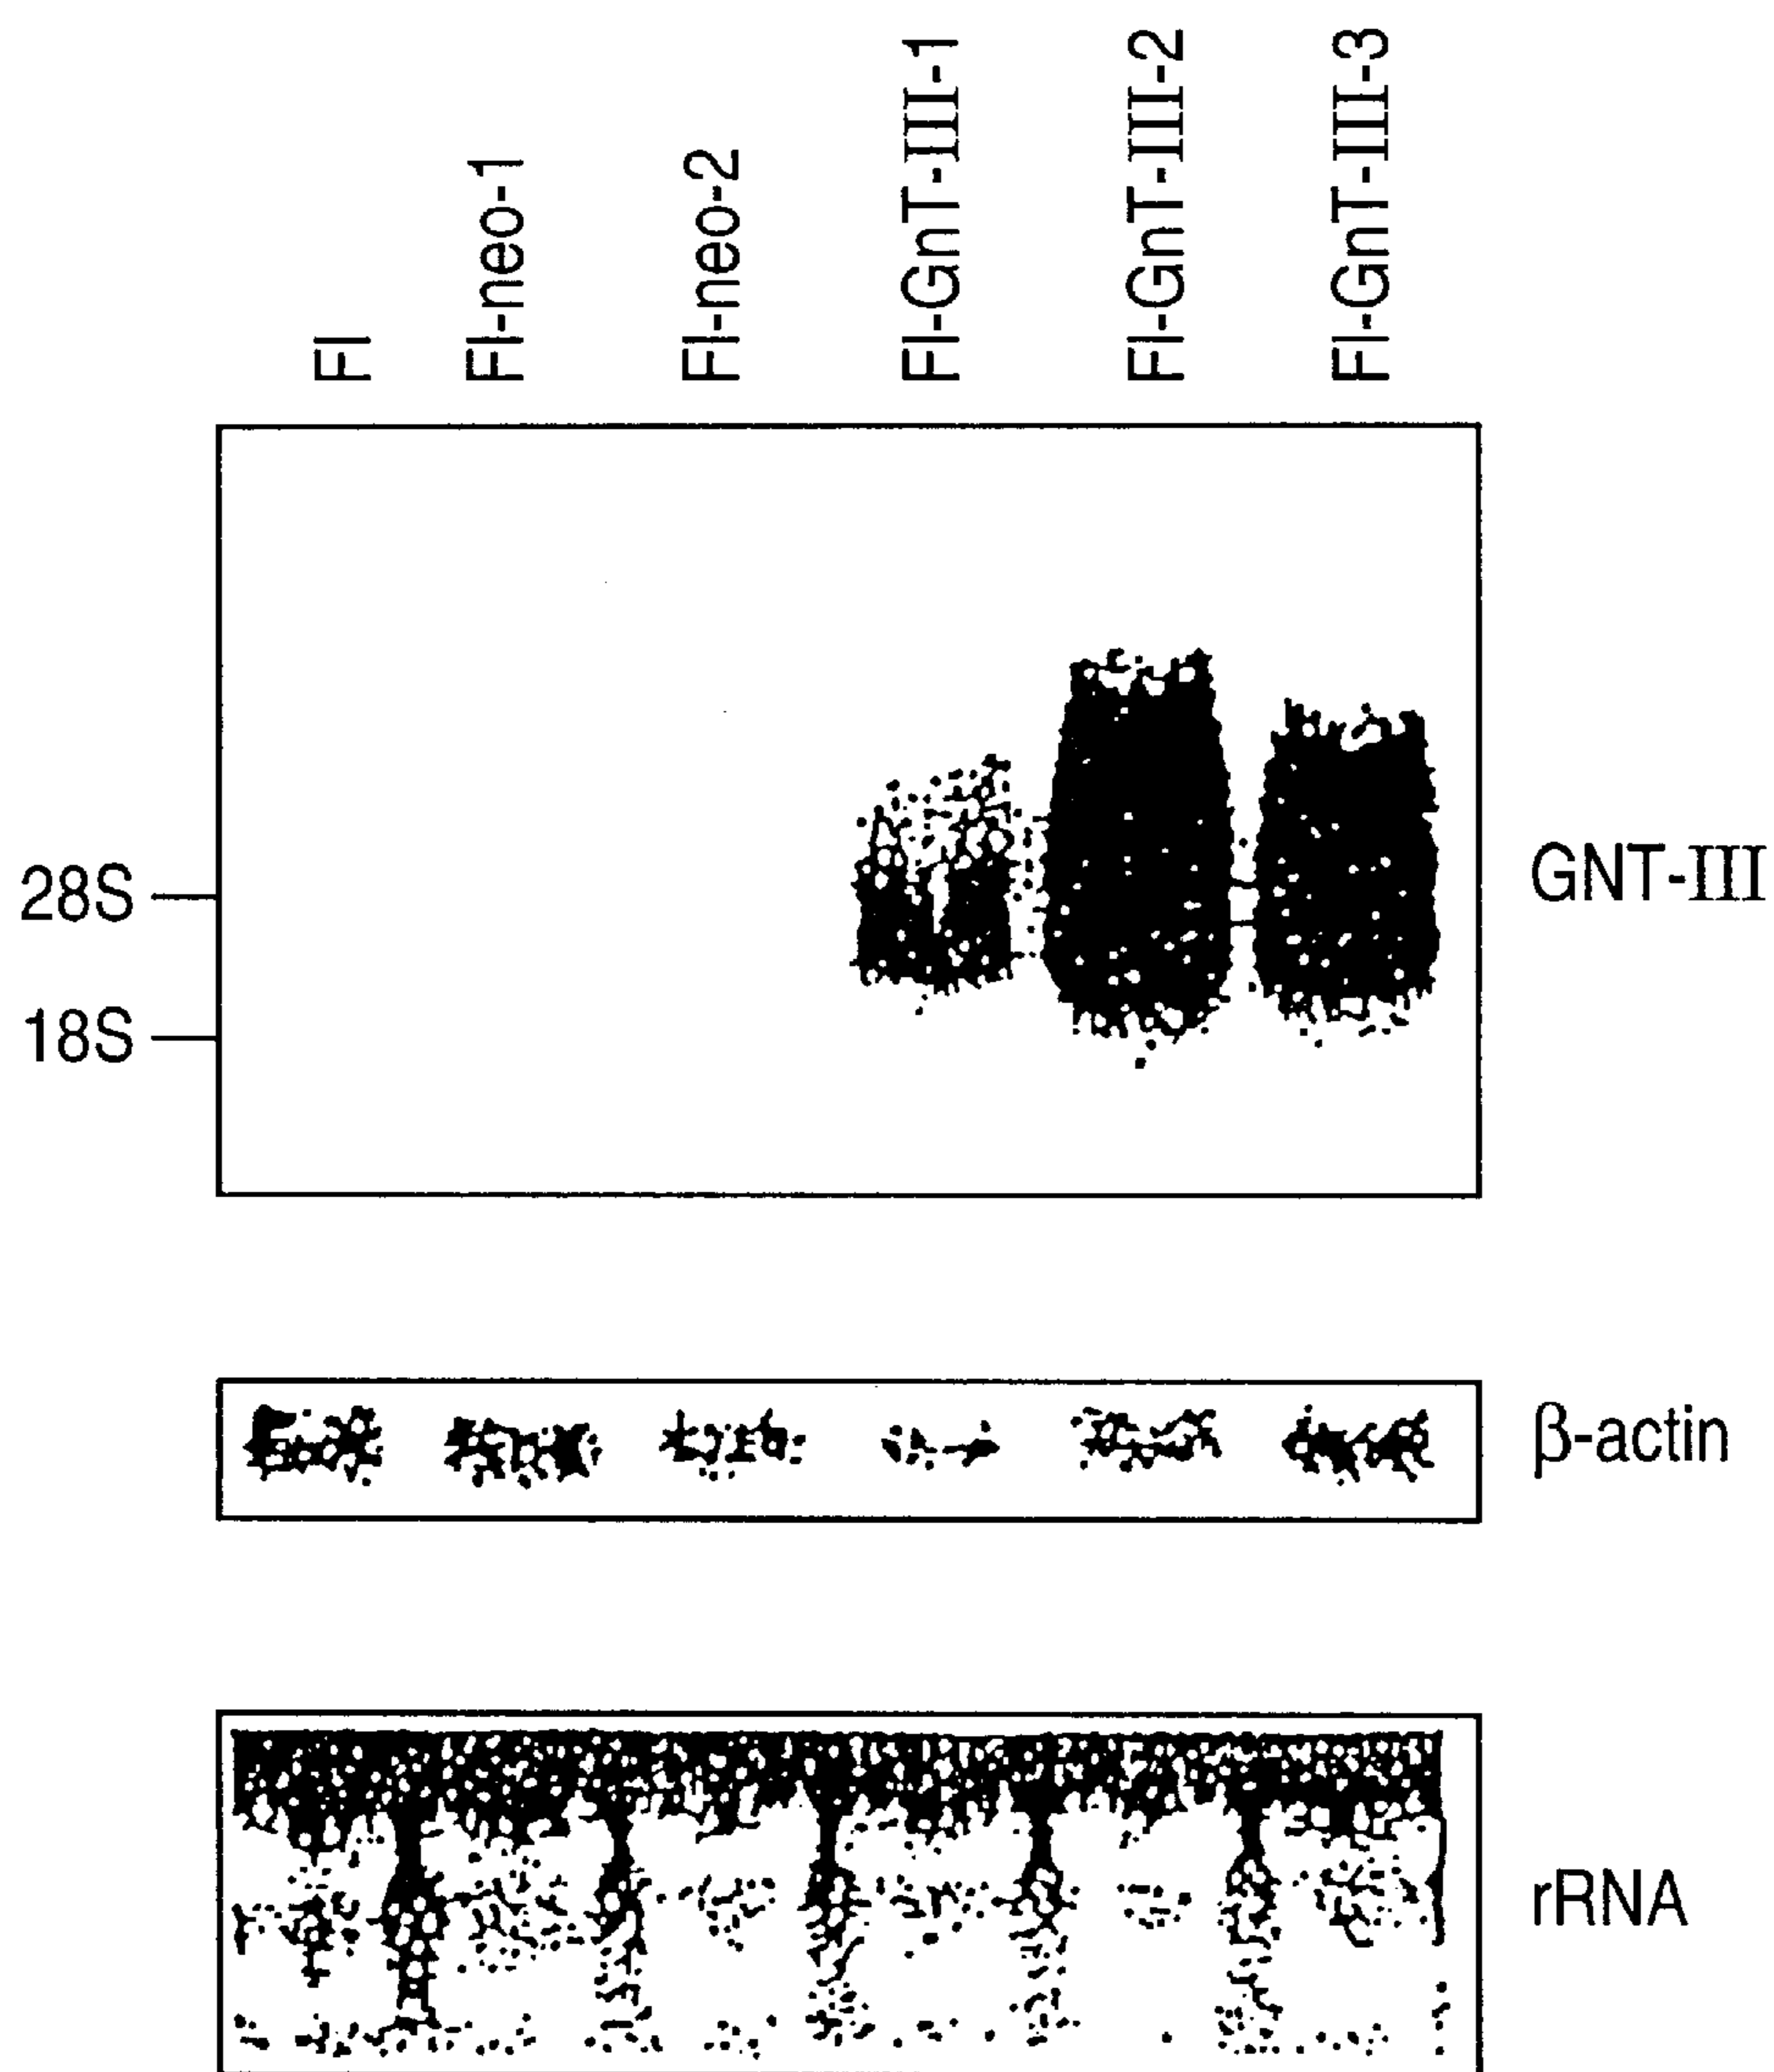 FI
FI-neo-1
FI-neo-2
FI-GnT-III-1
FI-GnT-III-2
FI-GnT-III-3
28S
18S
GNT-III
β-actin
rRNA